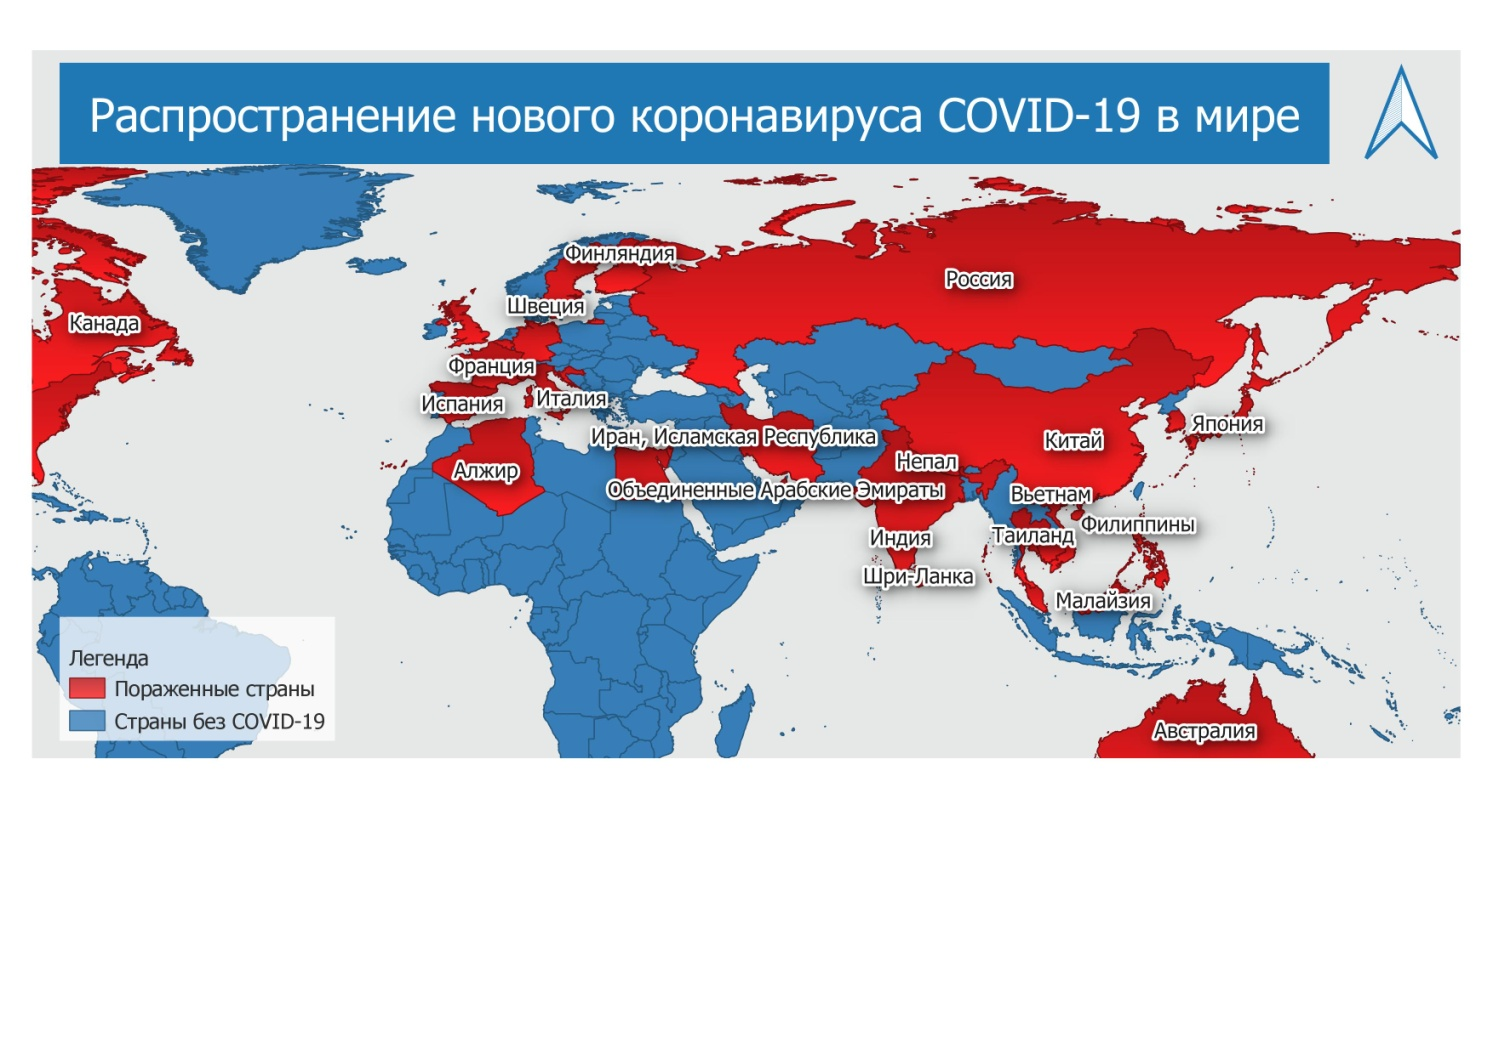 Распространение нового коронавируса COVID-19 в мире
Финляндия
Россия
Швеция
Канада
Франция
Испания
Италия
Япония
Иран, Исламская Республика
Китай
Непал
Алжир
Объединенные Арабские Эмираты
Вьетнам
Филиппины
Таиланд
Индия
Шри-Ланка
Малайзия
Легенда
Пораженные страны
Страны без COVID-19
Австралия